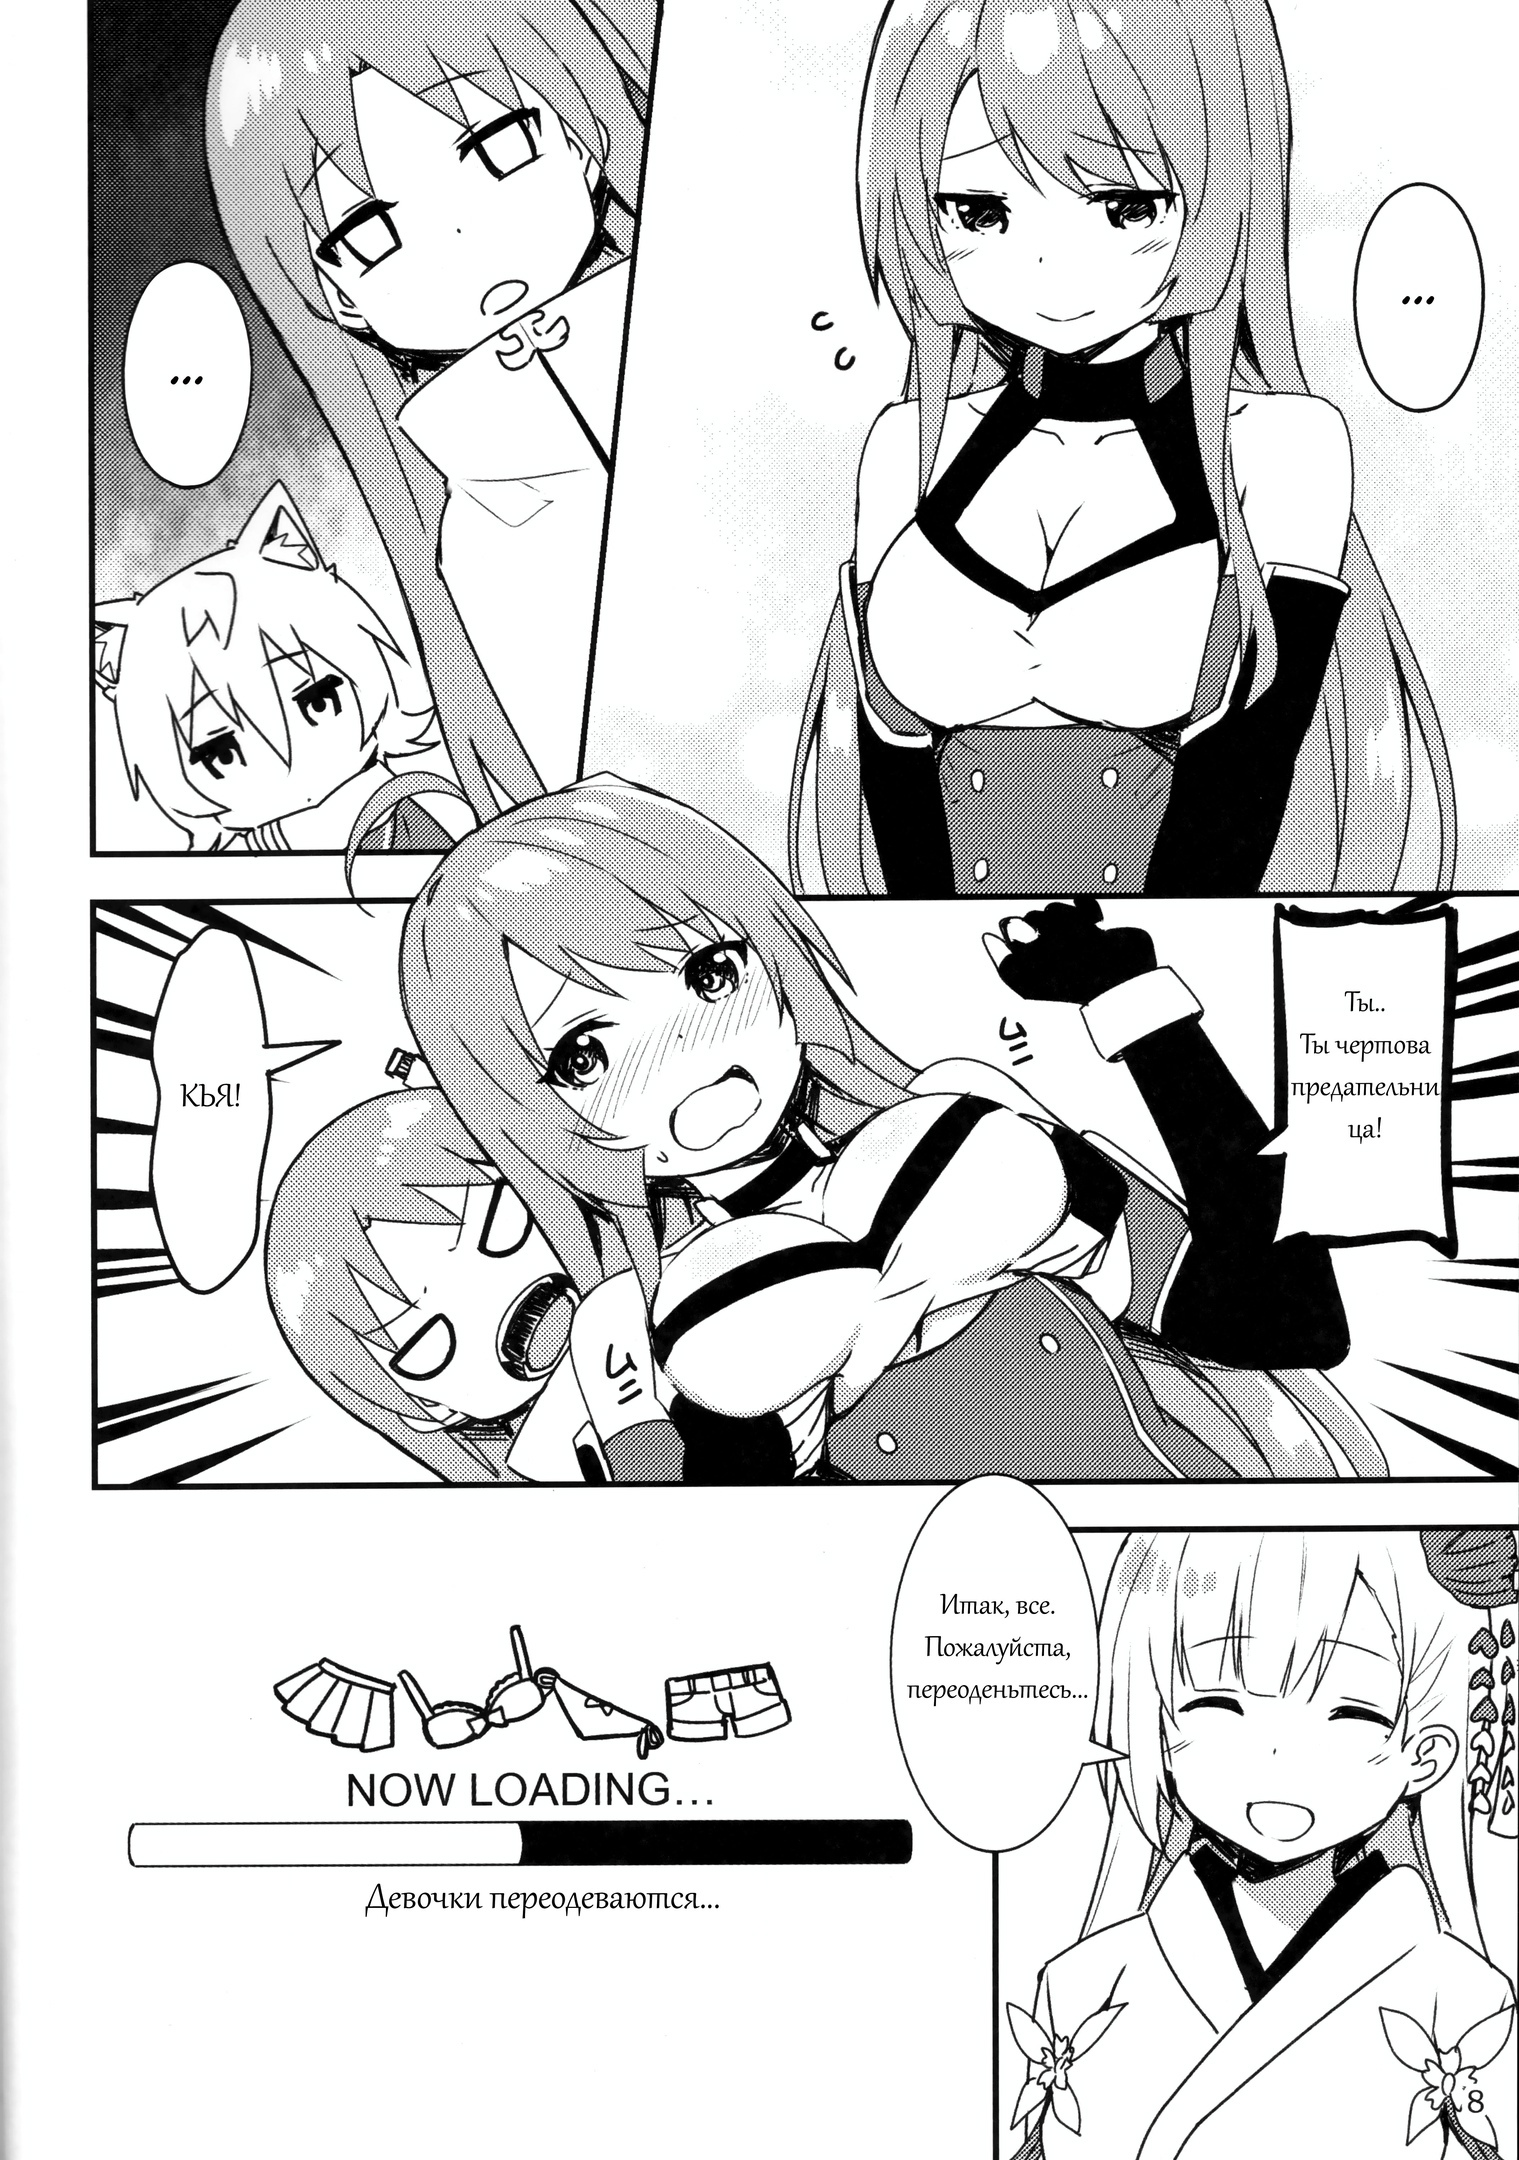 ...
...
Ты..
Ты чертова
предательни
ца!
КЬЯ!
Итак, все.
Пожалуйста,
переоденьтесь...
NOW LOADING...
Девочки переодеваются...
8